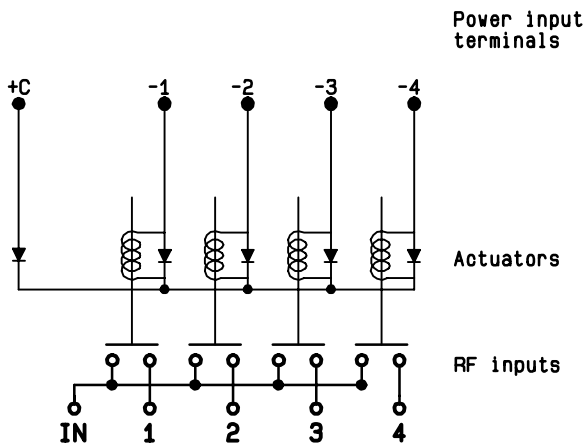 Power input
terminals
+C -1 -2 -3 -4
Actuators
RF inputs
IN 1 2 3 4